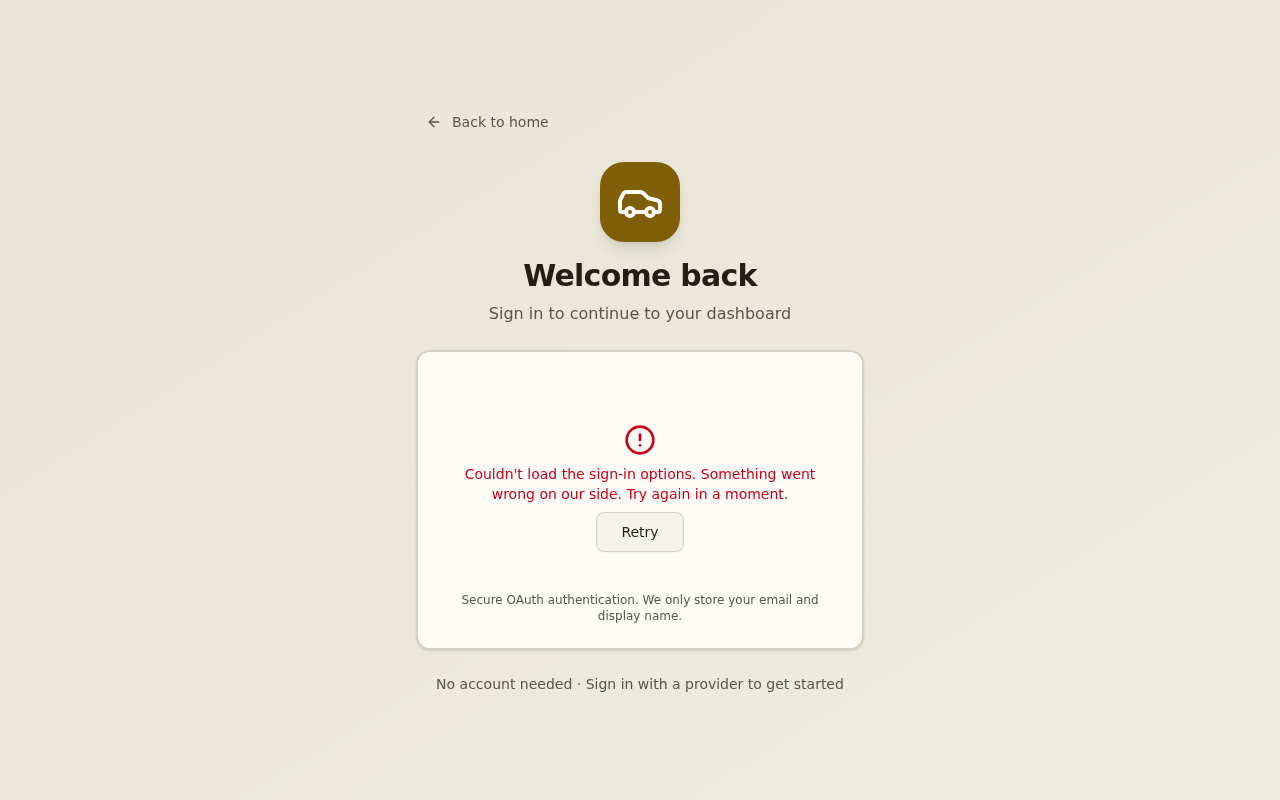 Back to home
Welcome back
Sign in to continue to your dashboard
Couldn't load the sign-in options. Something went
wrong on our side. Try again in a moment.
Retry
Secure OAuth authentication. We only store your email and
display name.
No account needed · Sign in with a provider to get started